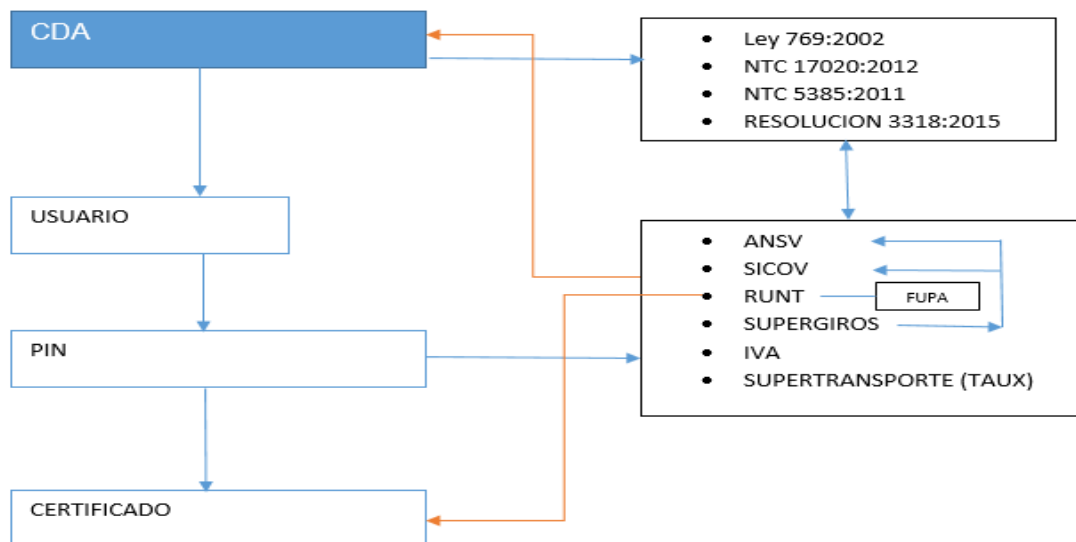 CDA
• Ley 769:2002
• NTC 17020:2012
• NTC 5385:2011
• RESOLUCION 3318:2015
USUARIO
• ANSV
• SICOV
• RUNT
FUPA
• SUPERGIROS
• IVA
• SUPERTRANSPORTE (TAUX)
PIN
CERTIFICADO